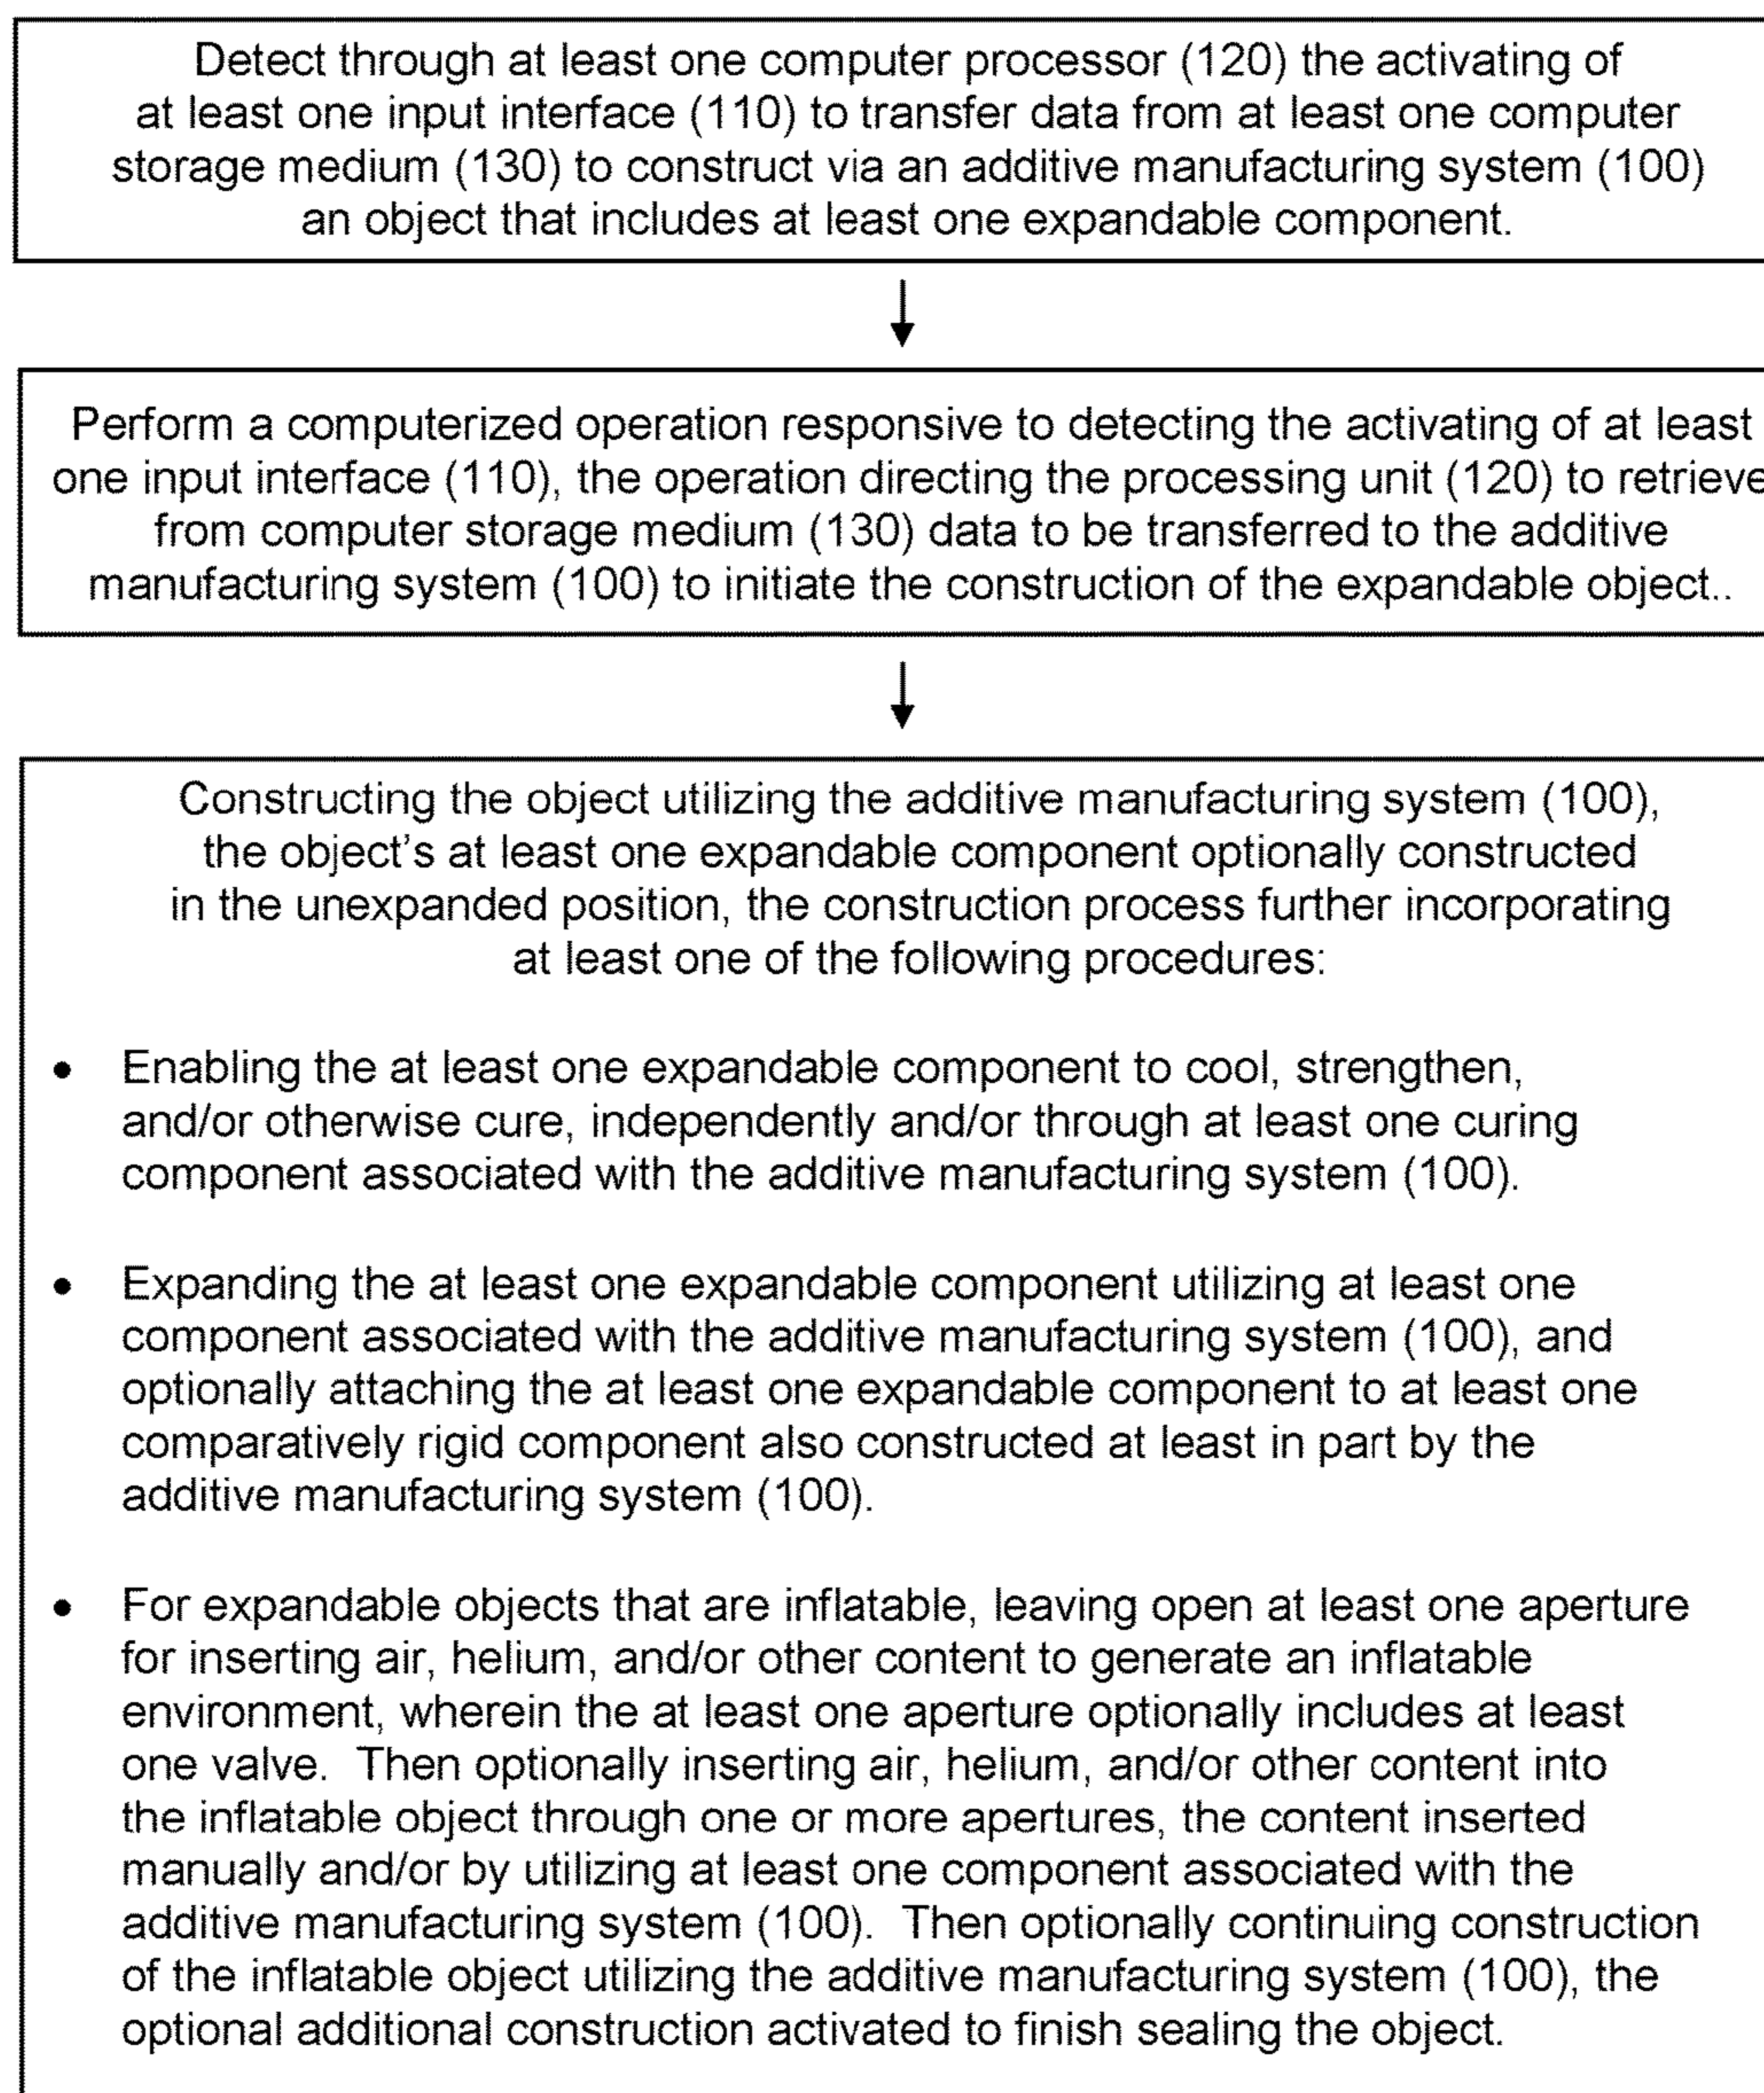 Detect through at least one computer processor (120) the activating of
at least one input interface (110) to transfer data from at least one computer
storage medium (130) to construct via an additive manufacturing system (100)
an object that includes at least one expandable component.
Perform a computerized operation responsive to detecting the activating of at least
one input interface (110), the operation directing the processing unit (120) to retrieve
from computer storage medium (130) data to be transferred to the additive
manufacturing system (100) to initiate the construction of the expandable object..
Constructing the object utilizing the additive manufacturing system (100),
the object's at least one expandable component optionally constructed
in the unexpanded position, the construction process further incorporating
at least one of the following procedures:
• Enabling the at least one expandable component to cool, strengthen,
and/or otherwise cure, independently and/or through at least one curing
component associated with the additive manufacturing system (100).
• Expanding the at least one expandable component utilizing at least one
component associated with the additive manufacturing system (100), and
optionally attaching the at least one expandable component to at least one
comparatively rigid component also constructed at least in part by the
additive manufacturing system (100).
• For expandable objects that are inflatable, leaving open at least one aperture
for inserting air, helium, and/or other content to generate an inflatable
environment, wherein the at least one aperture optionally includes at least
one valve.  Then optionally inserting air, helium, and/or other content into
the inflatable object through one or more apertures, the content inserted
manually and/or by utilizing at least one component associated with the
additive manufacturing system (100).  Then optionally continuing construction
of the inflatable object utilizing the additive manufacturing system (100), the
optional additional construction activated to finish sealing the object.